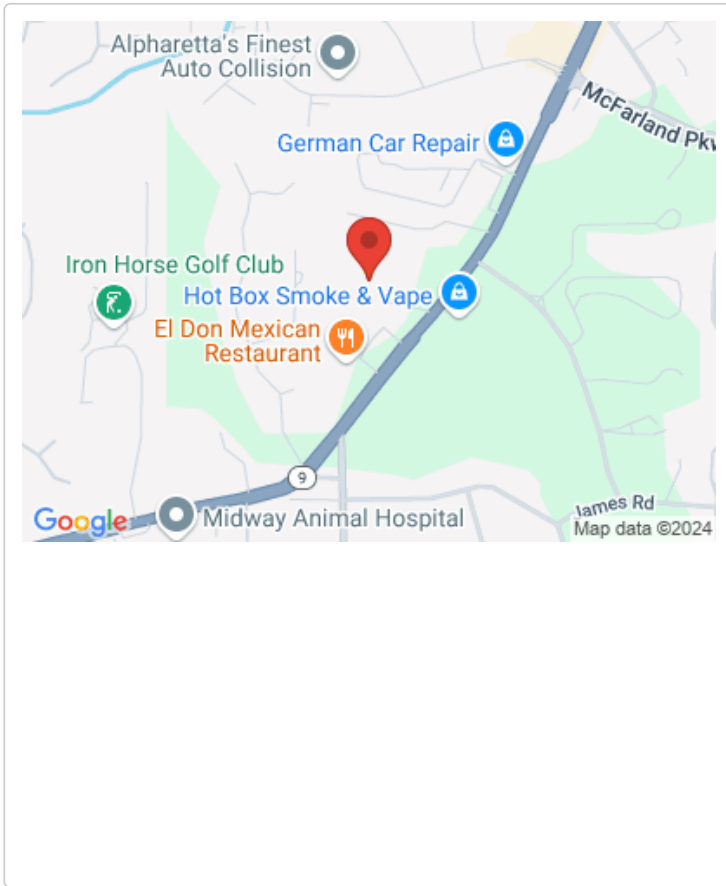 Alpharetta's Finest
Auto Collision
McFarland Pkw
German Car Repair
Iron Horse Golf Club
Hot Box Smoke & Vape
El Don Mexican
Restaurant
9
Google
Midway Animal Hospital
James Rd
Map data ©2024